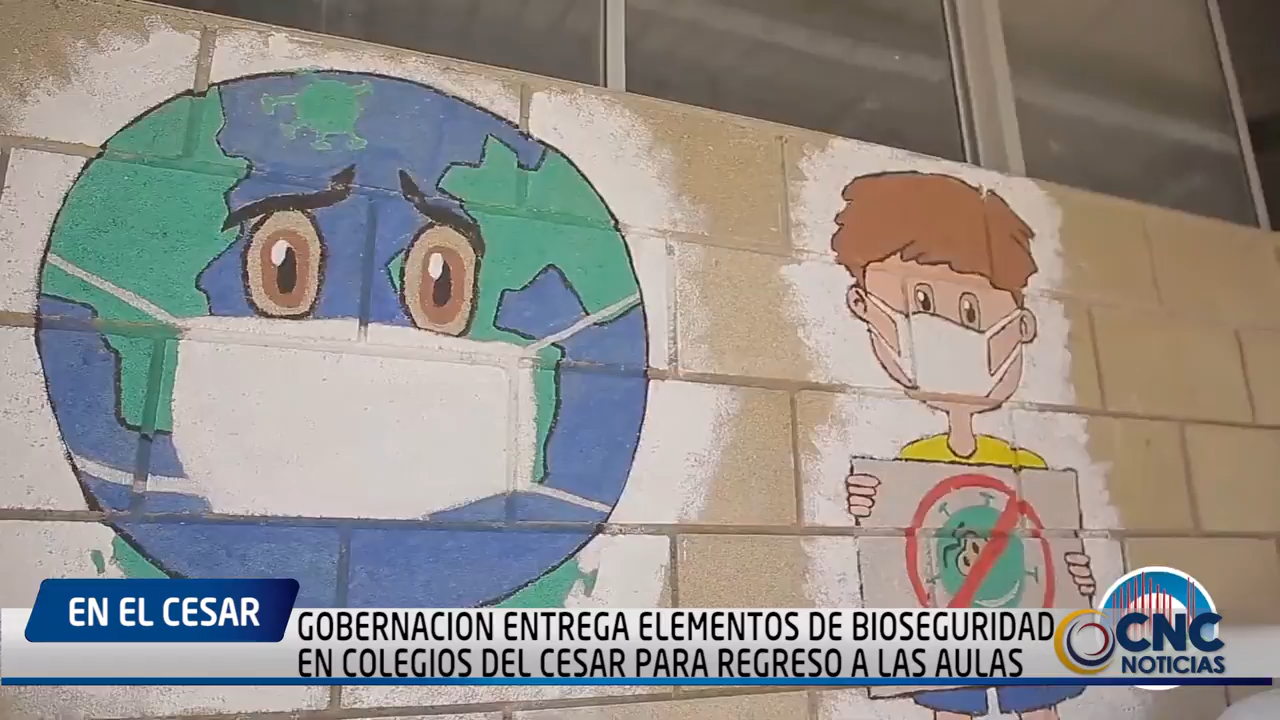 EN EL CESAR
GOBERNACION ENTREGA ELEMENTOS DE BIOSEGURIDAD
EN COLEGIOS DEL CESAR PARA REGRESO A LAS AULAS
CNC
NOTICIAS